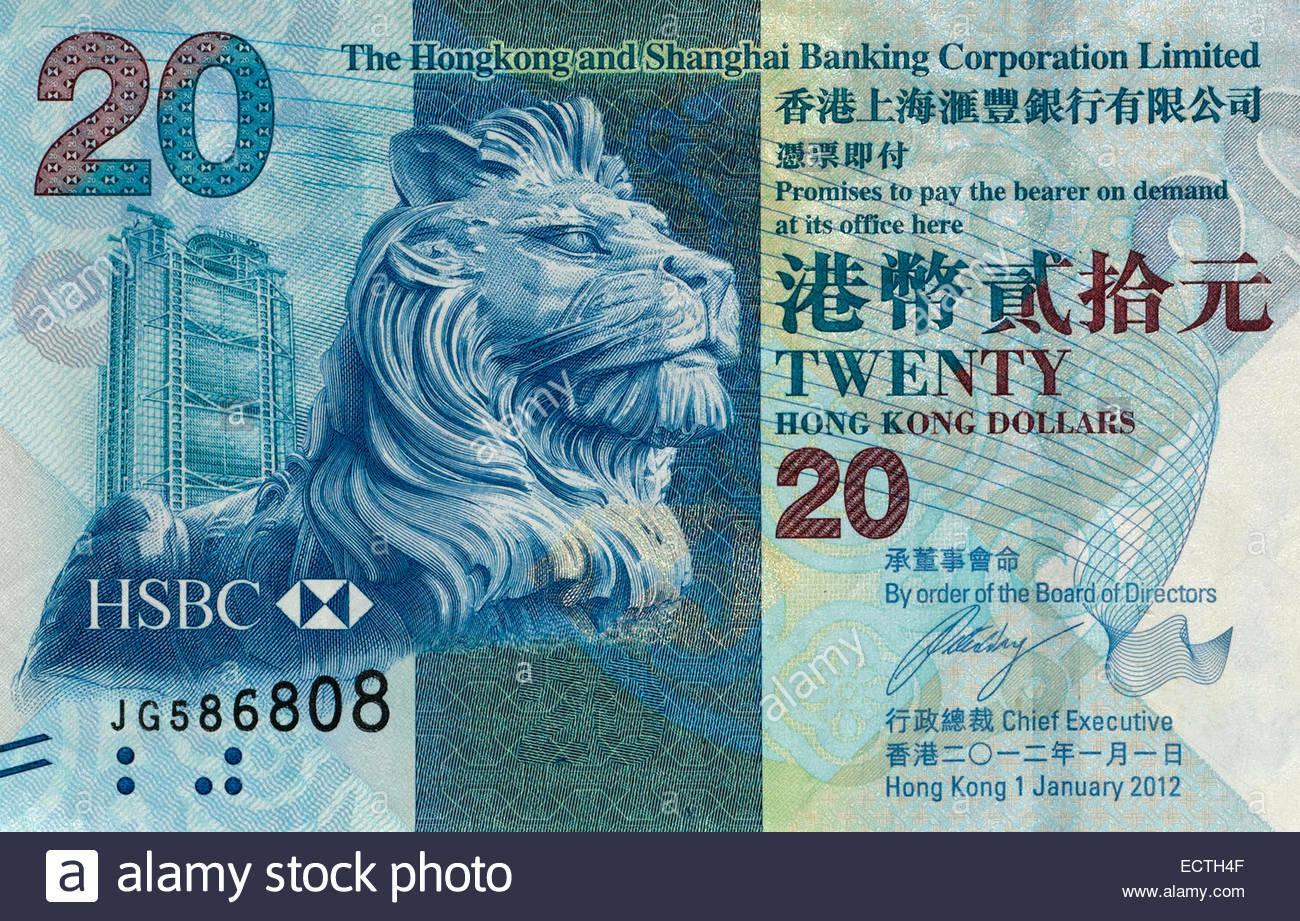 20
The Hongkong and Shanghai Banking Corporation Limited
香港上海滙豐銀行有限公司
憑票即付
Promises to pay the bearer on demand
at its office here
港幣貳拾元
TWENTY
HONG KONG DOLLARS
20
承董事會命
By order of the Board of Directors
行政總裁 Chief Executive
香港二〇一二年一月一日
Hong Kong 1 January 2012
HSBC
JG586808
alamy
alamy
alamy
alamy
a alamy stock photo
ECTH4F
www.alamy.com